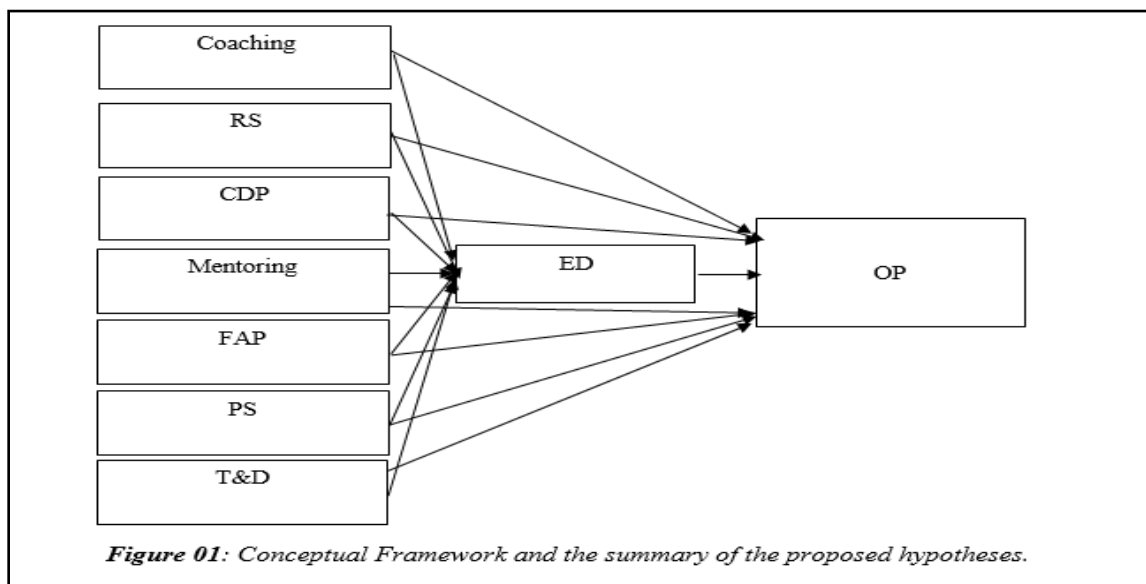 Coaching
RS
CDP
Mentoring
FAP
PS
T&D
ED
OP
Figure 01: Conceptual Framework and the summary of the proposed hypotheses.